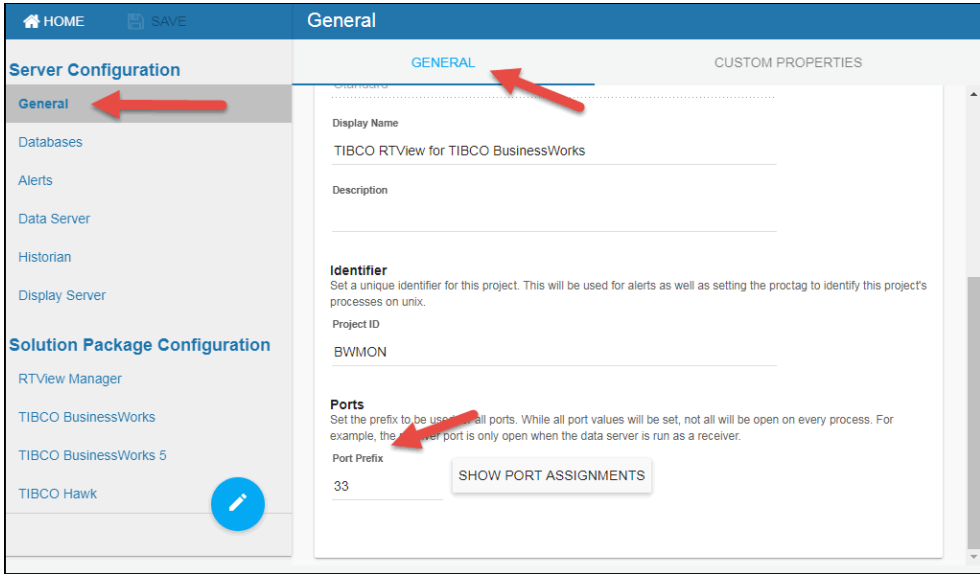 HOME
SAVE
General
Server Configuration
General
Databases
Alerts
Data Server
Historian
Display Server
Solution Package Configuration
RTView Manager
TIBCO BusinessWorks
TIBCO BusinessWorks 5
TIBCO Hawk
GENERAL
CUSTOM PROPERTIES
Standard
Display Name
TIBCO RTView for TIBCO BusinessWorks
Description
Identifier
Set a unique identifier for this project. This will be used for alerts as well as setting the proctag to identify this project's
processes on unix.
Project ID
BWMON
Ports
Set the prefix to be used all ports. While all port values will be set, not all will be open on every process. For
example, the port is only open when the data server is run as a receiver.
Port Prefix
33
SHOW PORT ASSIGNMENTS